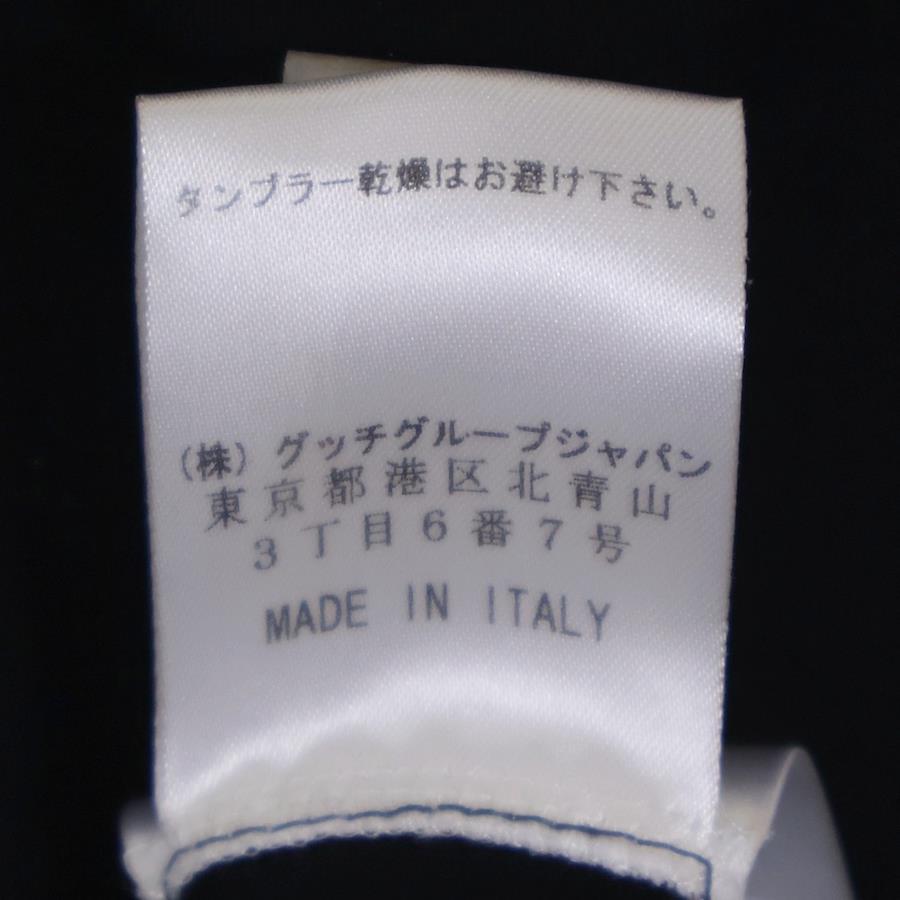 タンブラー乾燥はお避け下さい。
（株）グッチグループジャパン
東京都港区北青山
3丁目6番7号
MADE IN ITALY